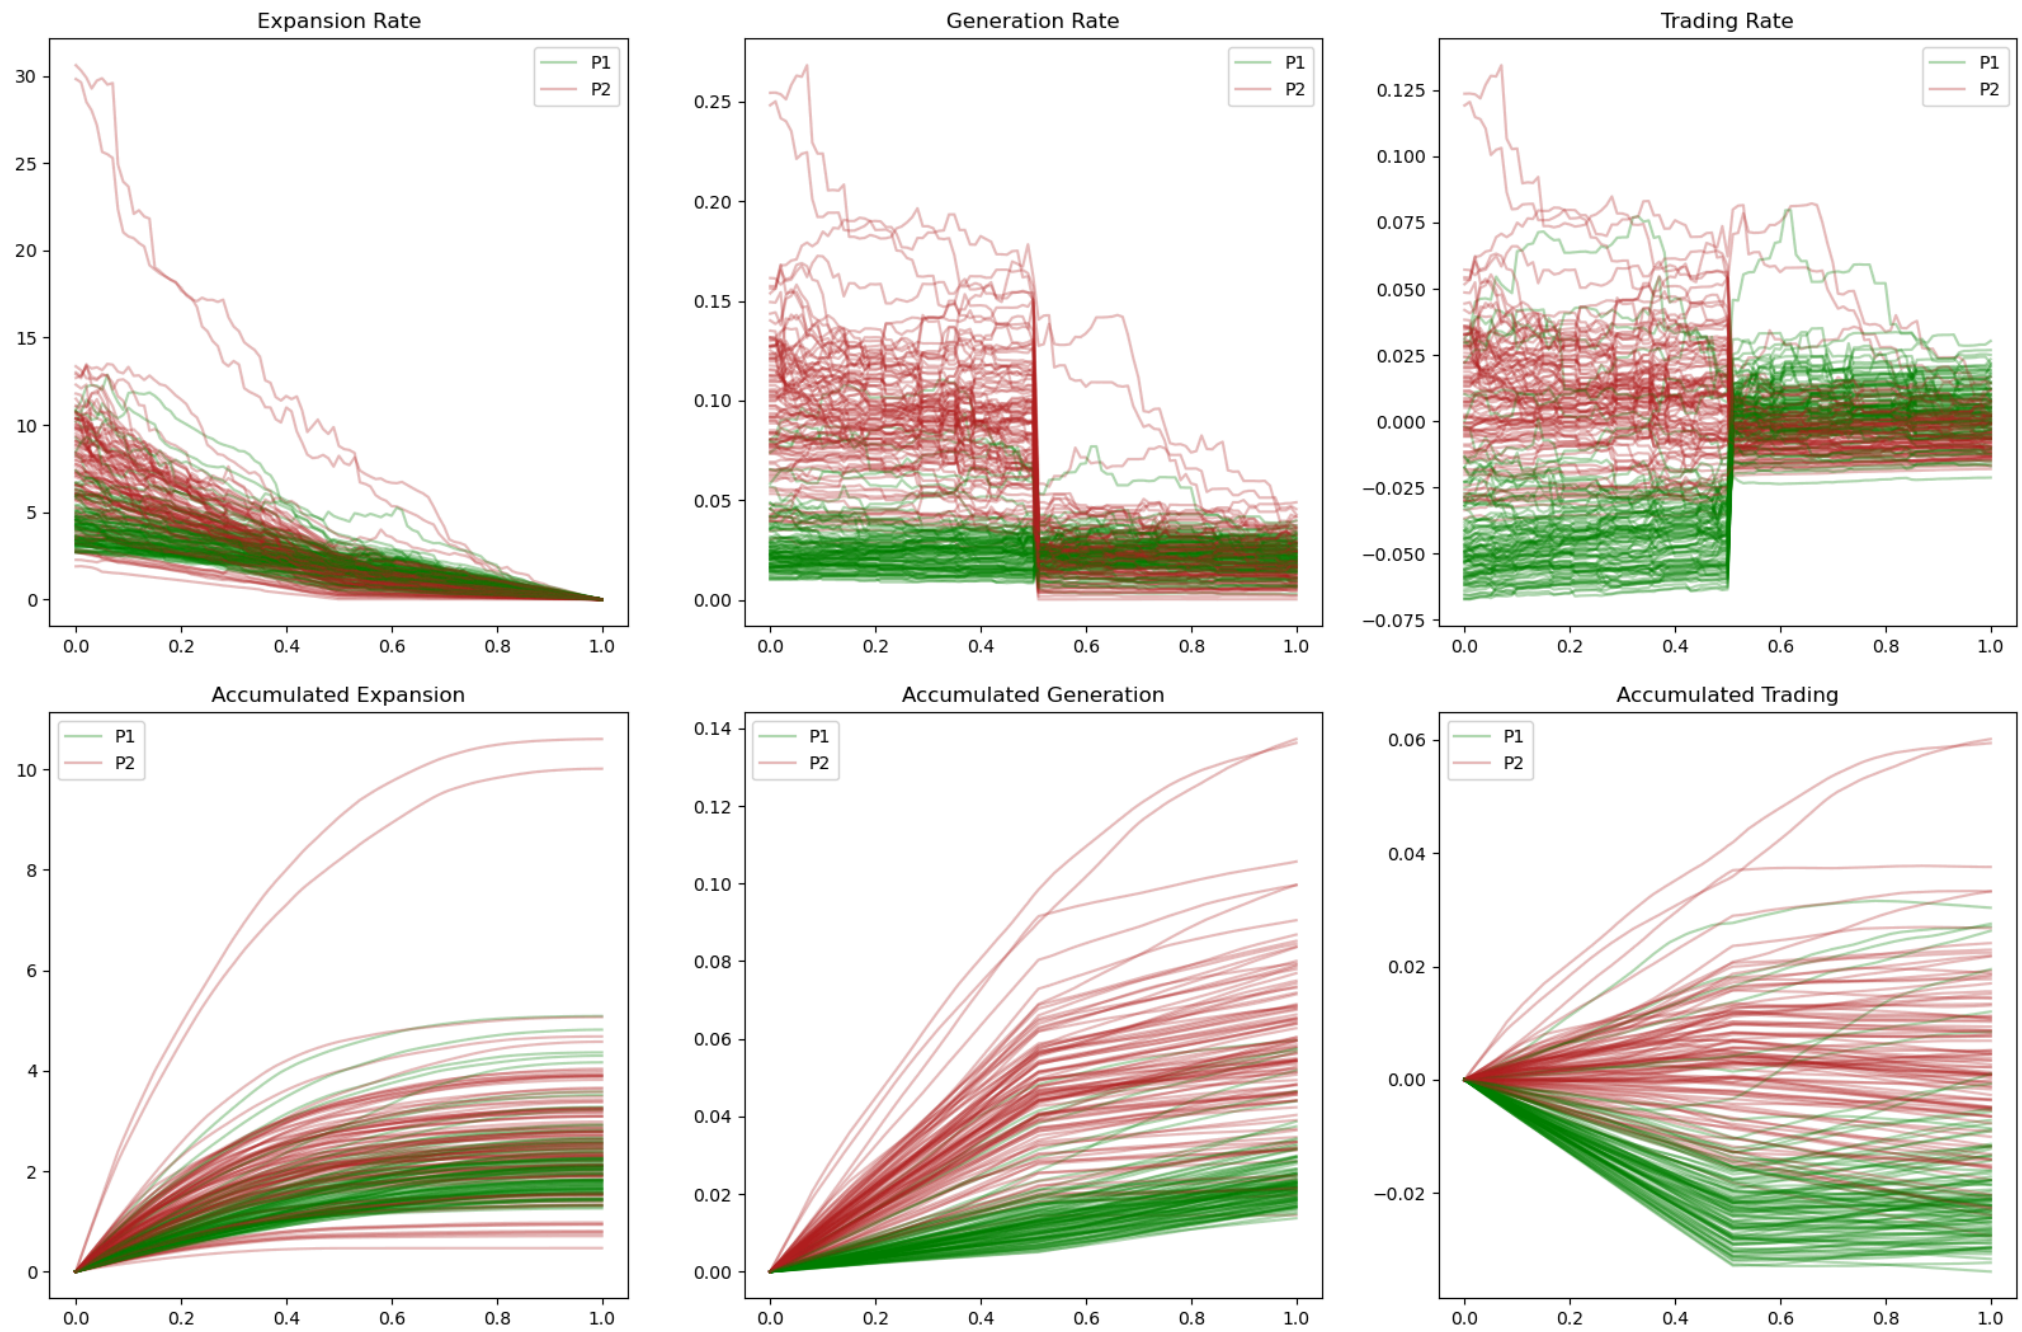 Expansion Rate
30
25
20
15
10
5
0
0.0 0.2 0.4 0.6 0.8 1.0
P1
P2
Generation Rate
0.25
0.20
0.15
0.10
0.05
0.00
0.0 0.2 0.4 0.6 0.8 1.0
P1
P2
Trading Rate
0.125
0.100
0.075
0.050
0.025
0.000
−0.025
−0.050
−0.075
0.0 0.2 0.4 0.6 0.8 1.0
P1
P2
Accumulated Expansion
10
8
6
4
2
0
0.0 0.2 0.4 0.6 0.8 1.0
P1
P2
Accumulated Generation
0.14
0.12
0.10
0.08
0.06
0.04
0.02
0.00
0.0 0.2 0.4 0.6 0.8 1.0
P1
P2
Accumulated Trading
0.06
0.04
0.02
0.00
−0.02
0.0 0.2 0.4 0.6 0.8 1.0
P1
P2